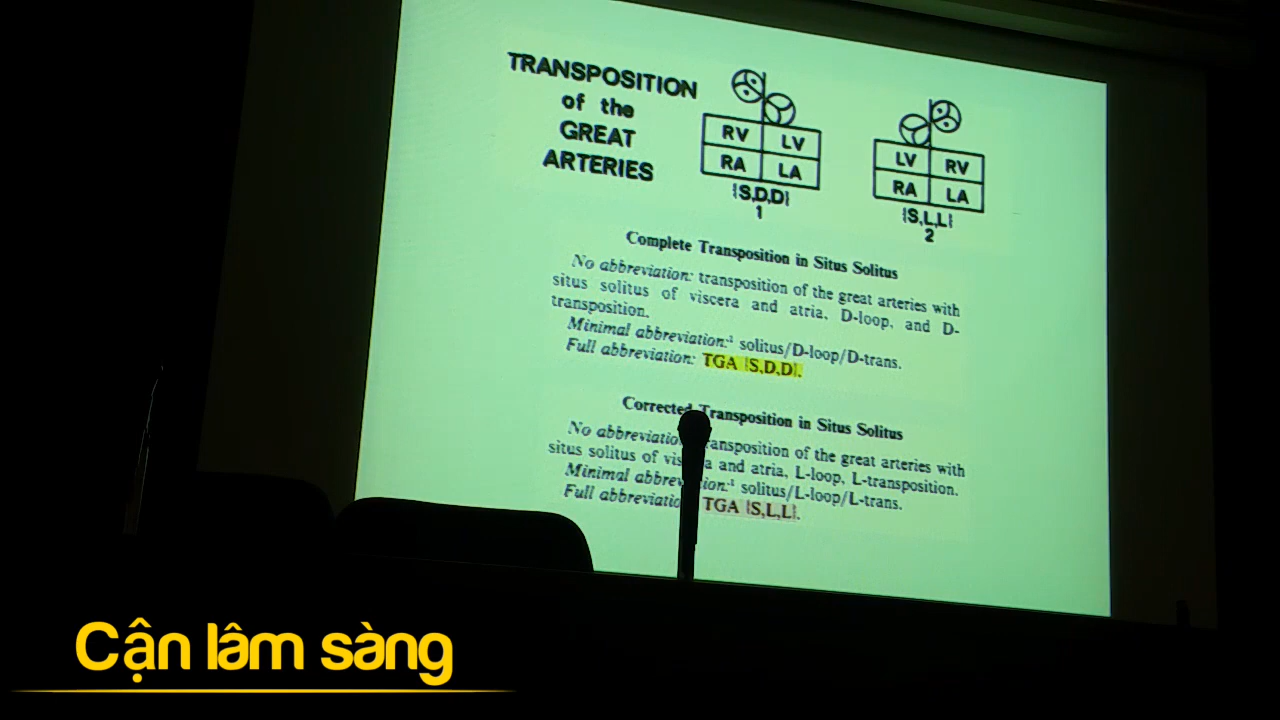 TRANSPOSITION
of the
GREAT
ARTERIES
RV LV
RA LA
{S,D,D}
1
LV RV
RA LA
{S,L,L}
2
Complete Transposition in Situs Solitus
No abbreviation: transposition of the great arteries with
situs solitus of viscera and atria, D-loop, and D-
transposition.
Minimal abbreviation:¹ solitus/D-loop/D-trans.
Full abbreviation: TGA {S,D,D}.
Corrected Transposition in Situs Solitus
No abbreviatio ansposition of the great arteries with
situs solitus of vis a and atria, L-loop, L-transposition.
Minimal abbrev tion:¹ solitus/L-loop/L-trans.
Full abbreviatio TGA {S,L,L}.
Cận lâm sàng